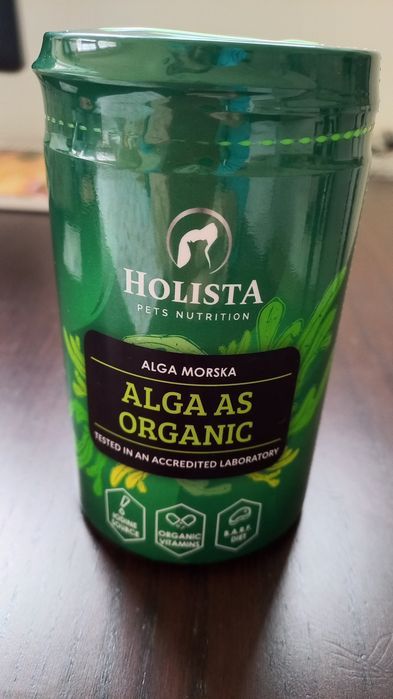 HOLISTA
PETS NUTRITION
ALGA MORSKA
ALGA AS
ORGANIC
TESTED IN AN ACCREDITED LABORATORY
IODINE
SOURCE
ORGANIC
VITAMINS
B.A.R.F.
DIET